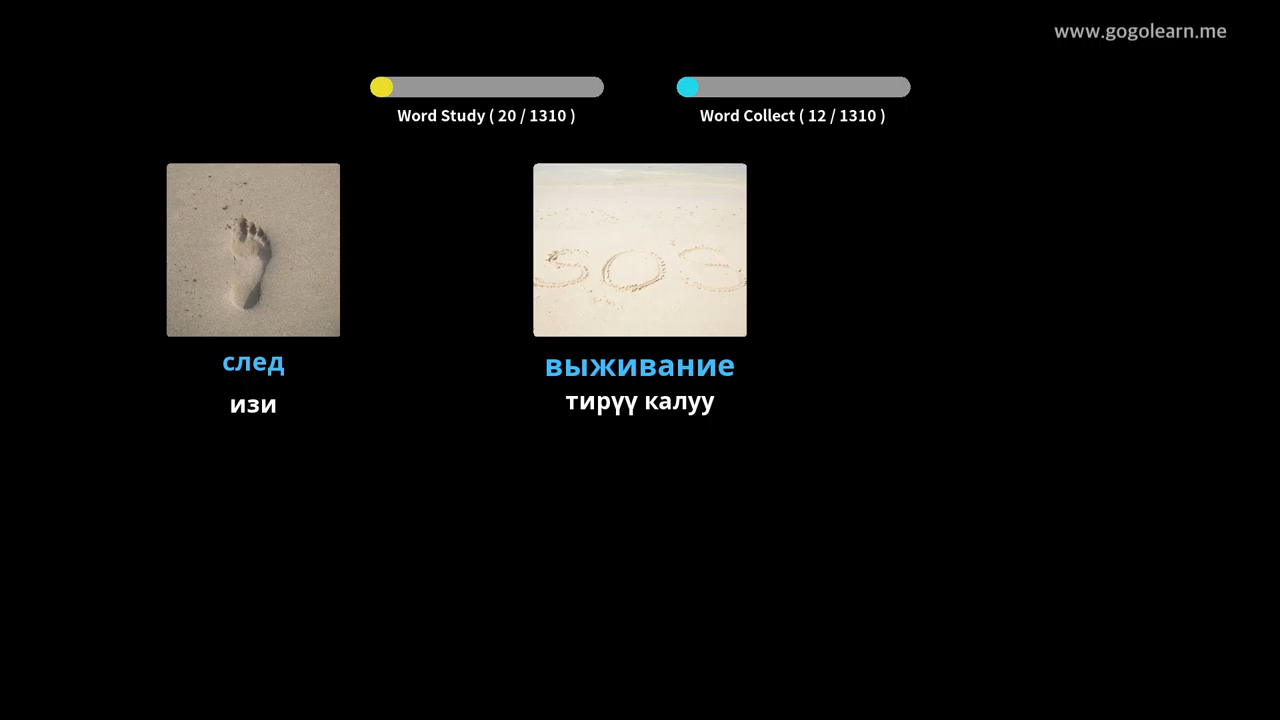 www.gogolearn.me
Word Study ( 20 / 1310 )
Word Collect ( 12 / 1310 )
SOS
след
изи
выживание
тирүү калуу